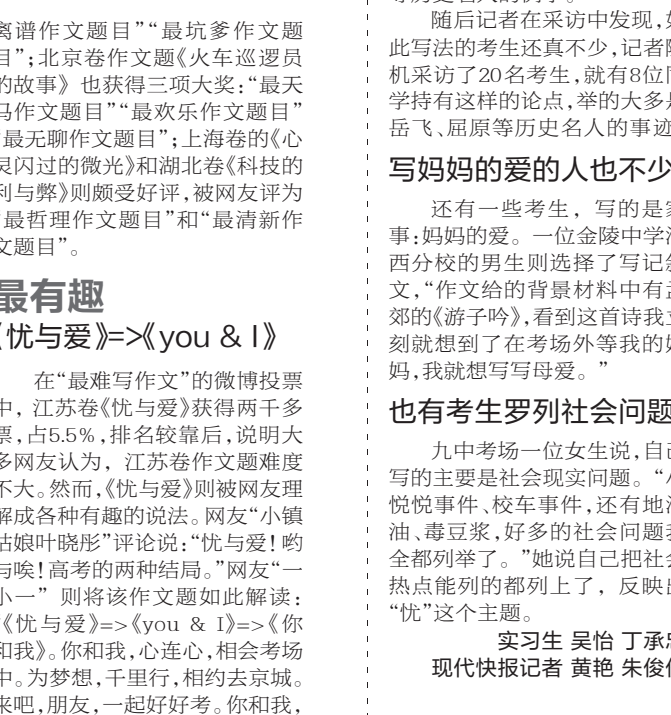 离谱作文题目”“最坑爹作文题
目”；北京卷作文题《火车巡逻员
的故事》也获得三项大奖：“最天
马作文题目”“最欢乐作文题目”
“最无聊作文题目”；上海卷的《心
灵闪过的微光》和湖北卷《科技的
利与弊》则颇受好评，被网友评为
“最哲理作文题目”和“最清新作
文题目”。
最有趣
《忧与爱》=>《you & I》
在“最难写作文”的微博投票
中，江苏卷《忧与爱》获得两千多
票，占5.5%，排名较靠后，说明大
多网友认为，江苏卷作文题难度
不大。然而，《忧与爱》则被网友理
解成各种有趣的说法。网友“小镇
姑娘叶晓彤”评论说：“忧与爱！哟
与唉！高考的两种结局。”网友“一
小一”则将该作文题如此解读：
“《忧与爱》=>《you & I》=>《你
和我》。你和我，心连心，相会考场
中。为梦想，千里行，相约去京城。
来吧，朋友，一起好好考。你和我，
随后记者在采访中发现，
此写法的考生还真不少，记者随
机采访了20名考生，就有8位同
学持有这样的论点，举的大多是
岳飞、屈原等历史名人的事迹
写妈妈的爱的人也不少
还有一些考生，写的是家
事：妈妈的爱。一位金陵中学河
西分校的男生则选择了写记叙
文，“作文给的背景材料中有孟
郊的《游子吟》，看到这首诗我立
刻就想到了在考场外等我的妈
妈，我就想写写母爱。”
也有考生罗列社会问题
九中考场一位女生说，自己
写的主要是社会现实问题。“小
悦悦事件、校车事件，还有地沟
油、毒豆浆，好多的社会问题我
全都列举了。”她说自己把社会
热点能列的都列上了，反映出
“忧”这个主题。
实习生 吴怡 丁承忠
现代快报记者 黄艳 朱俊俊